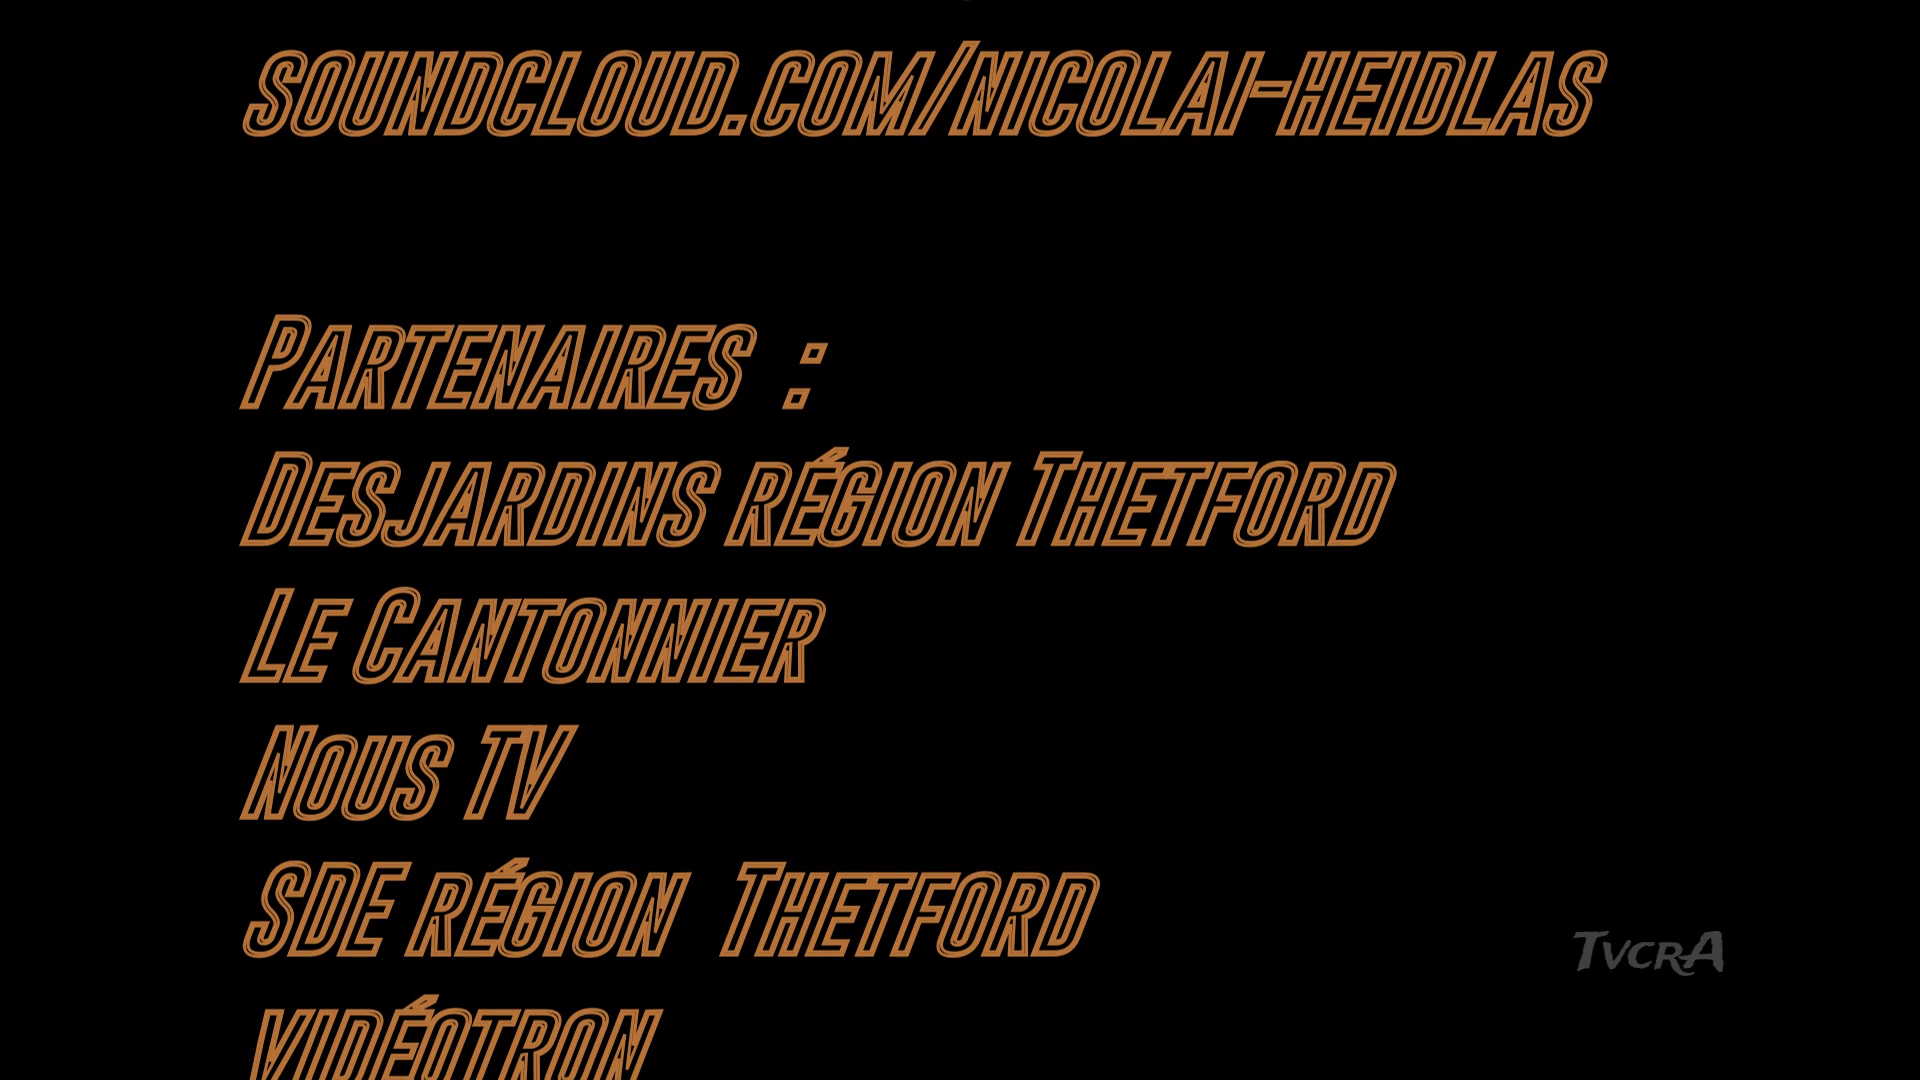 soundcloud.com/nicolai-heidlas
Partenaires :
Desjardins région Thetford
Le Cantonnier
Nous TV
SDE région Thetford
TVCRA
Vidéotron